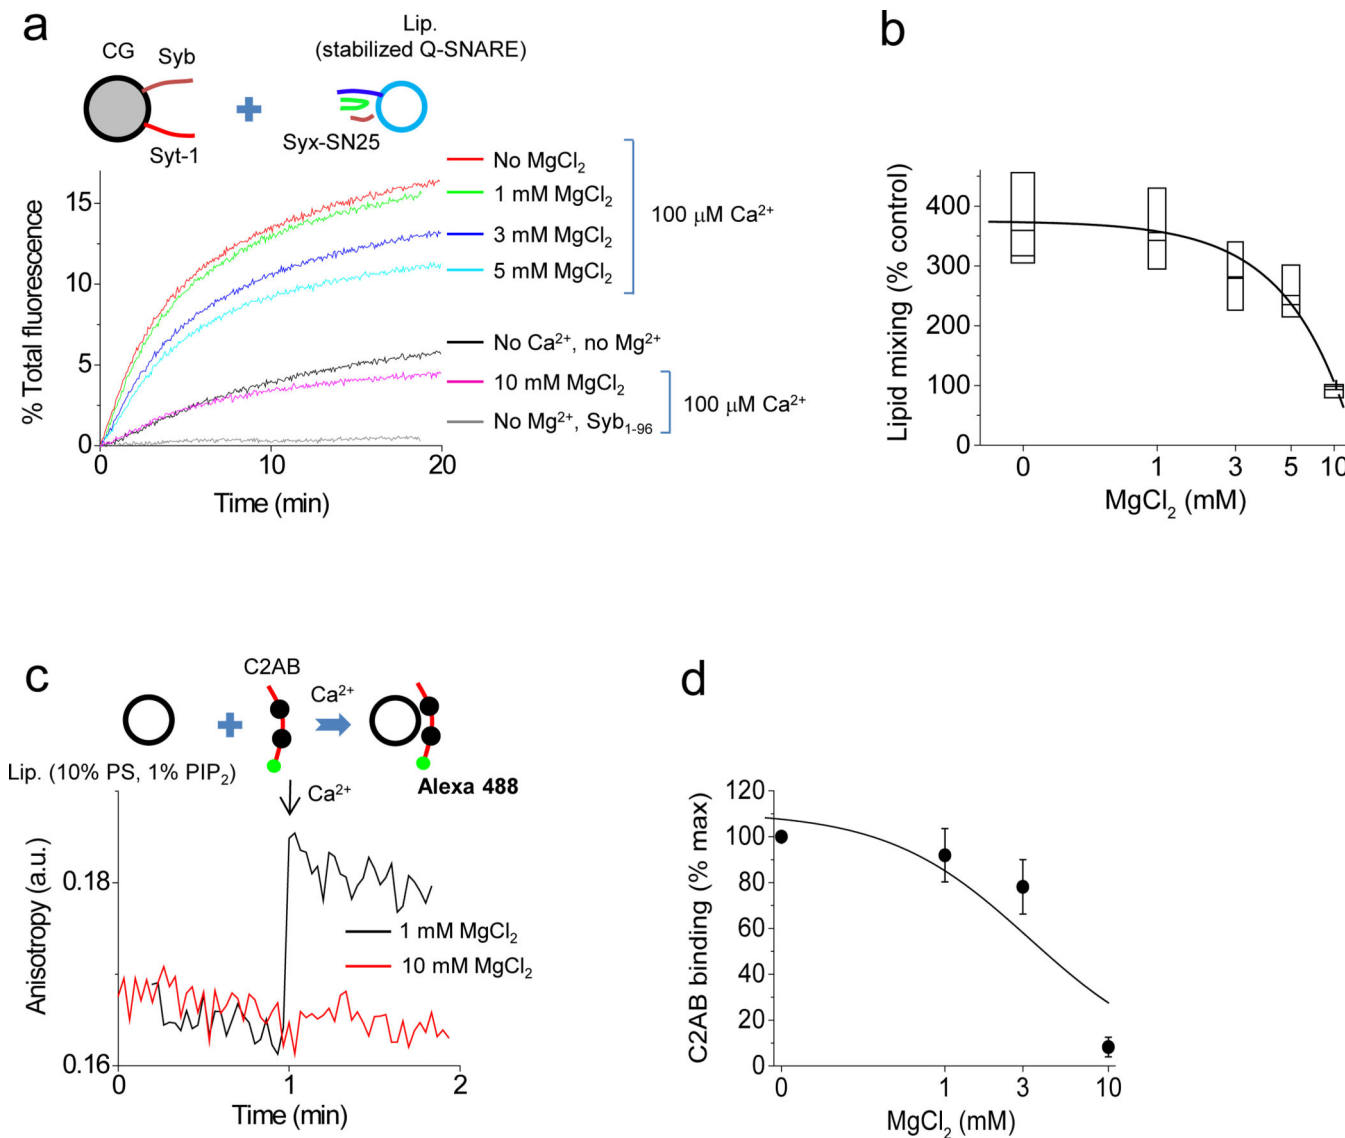 a
Lip.
(stabilized Q-SNARE)
CG
Syb
Syt-1
Syx-SN25
No MgCl₂
1 mM MgCl₂
3 mM MgCl₂
5 mM MgCl₂
100 μM Ca²⁺
No Ca²⁺, no Mg²⁺
10 mM MgCl₂
No Mg²⁺, Syb₁₋₉₆
100 μM Ca²⁺
% Total fluorescence
15
10
5
0
0
10
20
Time (min)
b
Lipid mixing (% control)
400
300
200
100
0
0
1
3
5
10
MgCl₂ (mM)
c
C2AB
Ca²⁺
Lip. (10% PS, 1% PIP₂)
Alexa 488
Ca²⁺
Anisotropy (a.u.)
0.18
0.16
1 mM MgCl₂
10 mM MgCl₂
0
1
2
Time (min)
d
C2AB binding (% max)
120
100
80
60
40
20
0
0
1
3
10
MgCl₂ (mM)